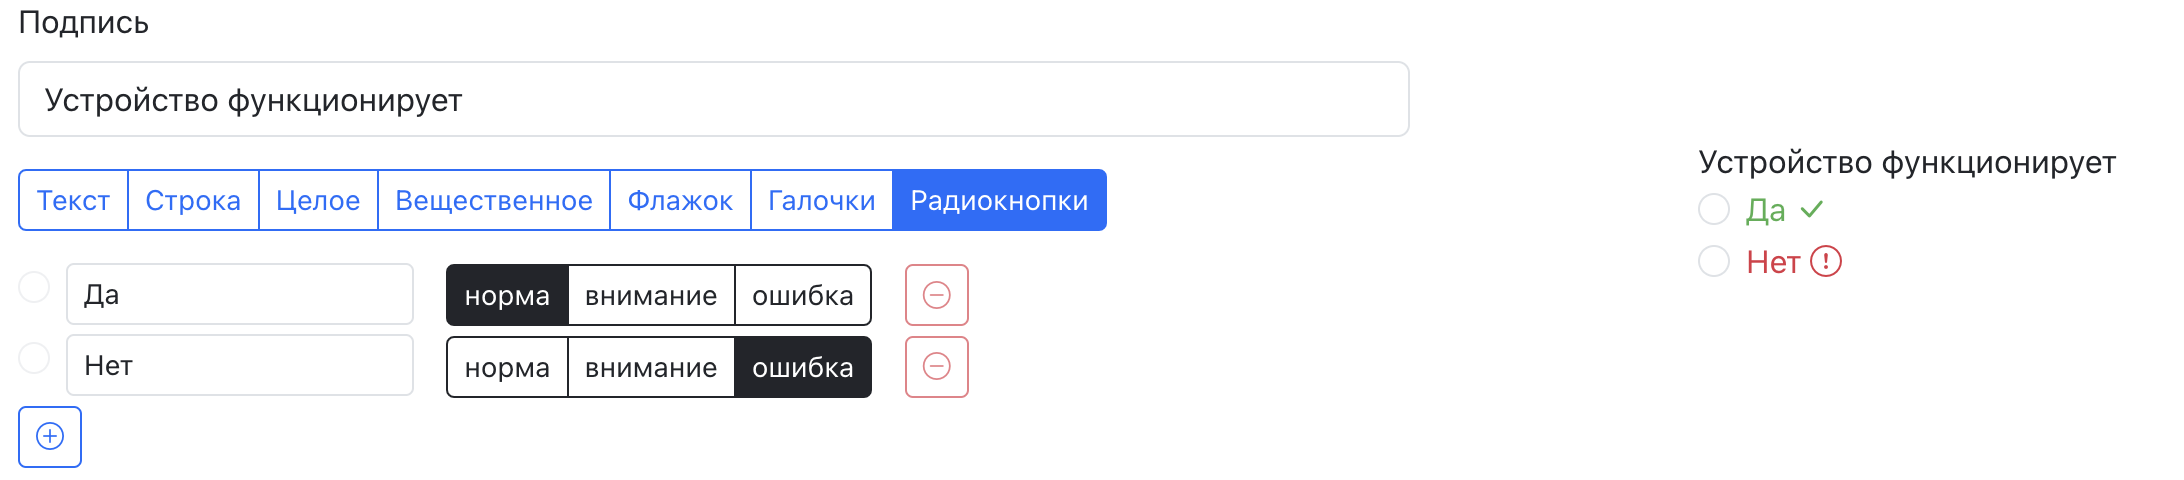 Подпись
Устройство функционирует
Текст Строка Целое Вещественное Флажок Галочки Радиокнопки
Да норма внимание ошибка
Нет норма внимание ошибка
Устройство функционирует
Да
Нет